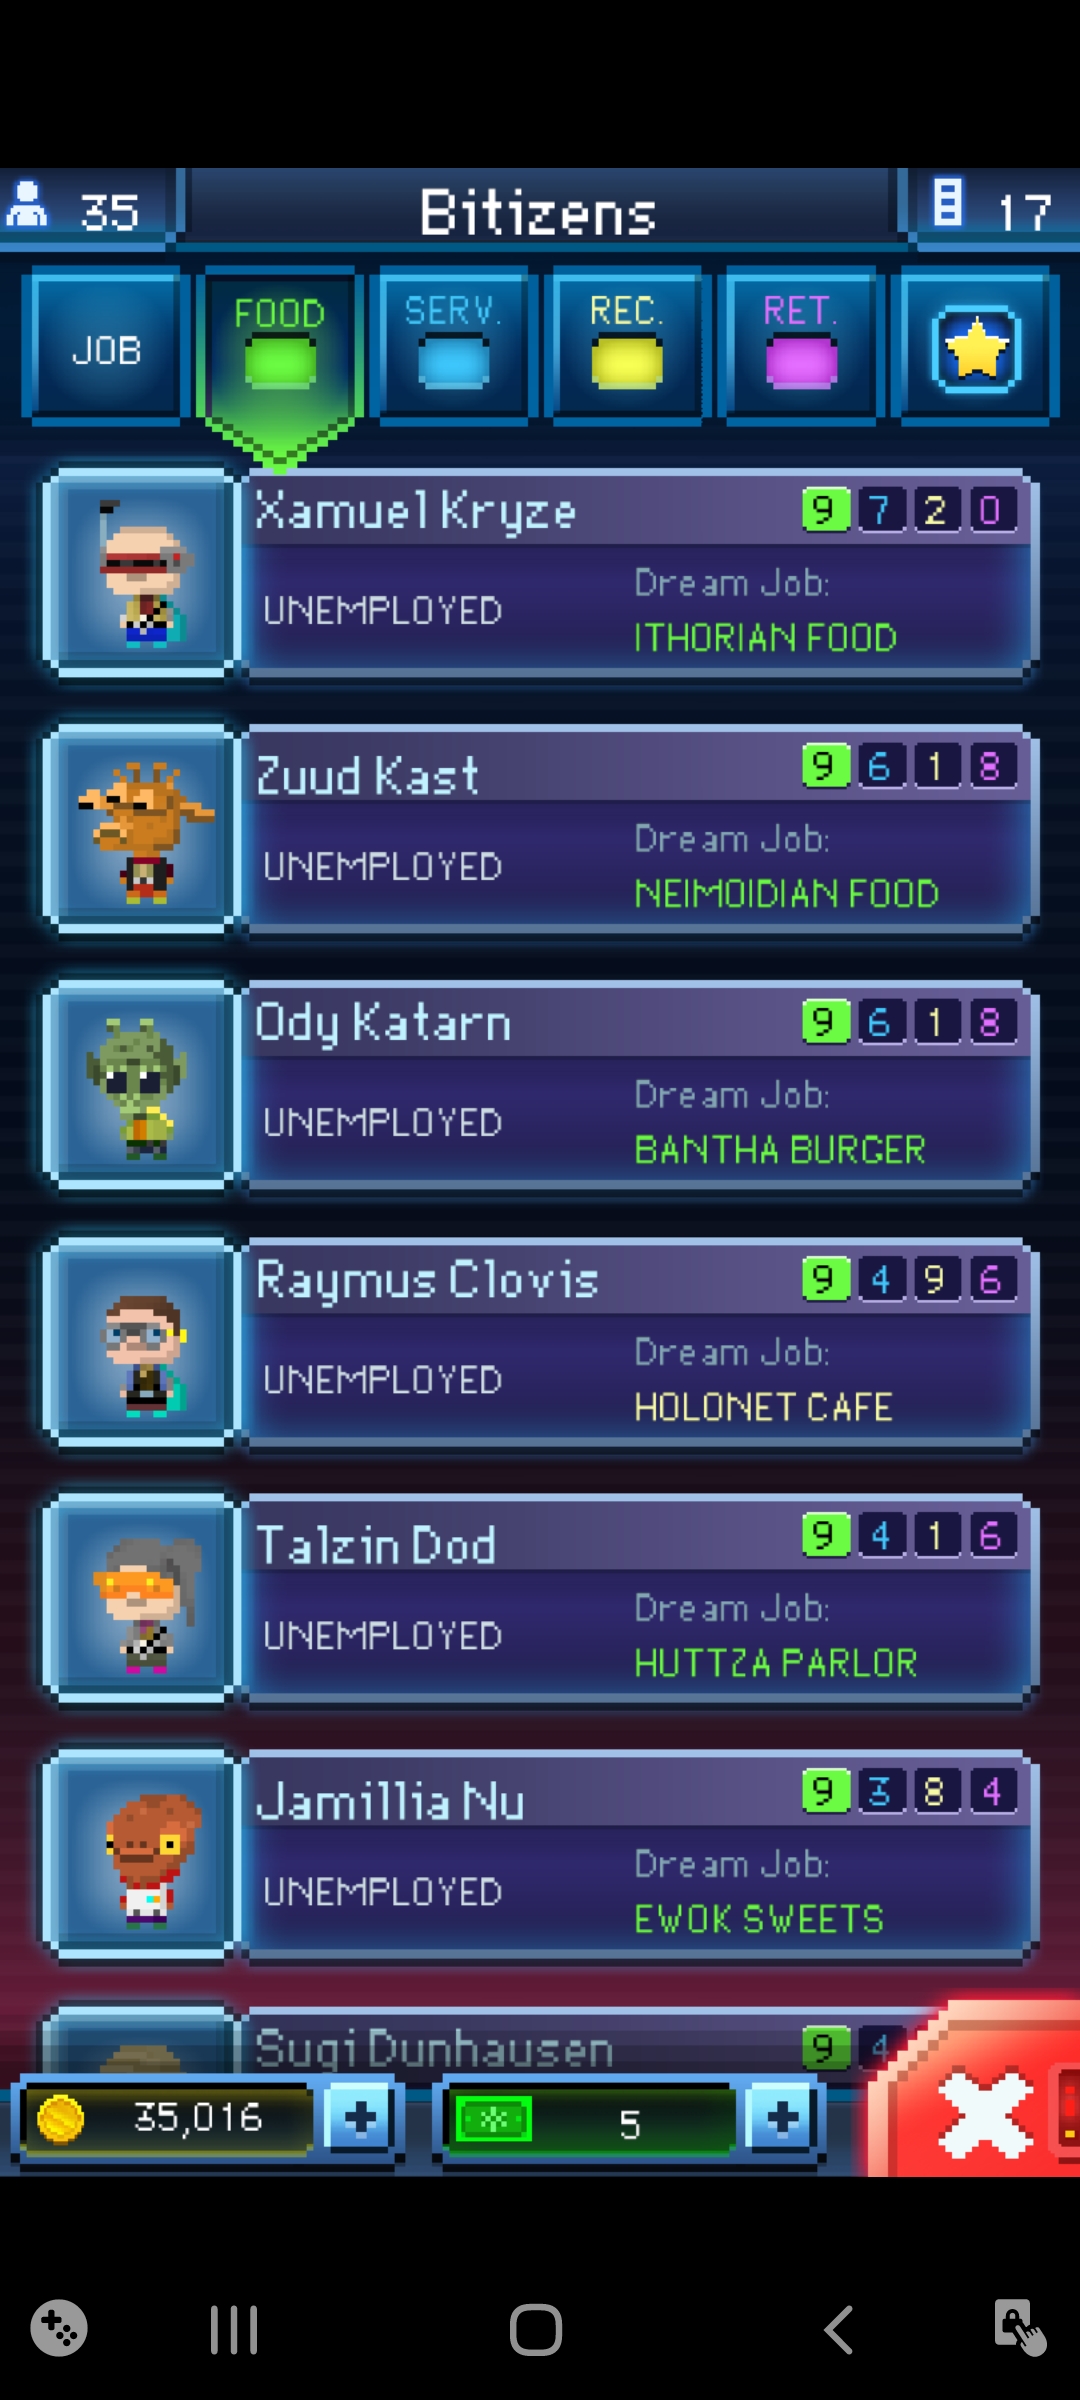 35 Bitizens 17
JOB FOOD SERV. REC. RET.
Xamuel Kryze 9 7 2 0
UNEMPLOYED
Dream Job:
ITHORIAN FOOD
Zuud Kast 9 6 1 8
UNEMPLOYED
Dream Job:
NEIMOIDIAN FOOD
Ody Katarn 9 6 1 8
UNEMPLOYED
Dream Job:
BANTHA BURGER
Raymus Clovis 9 4 9 6
UNEMPLOYED
Dream Job:
HOLONET CAFE
Talzin Dod 9 4 1 6
UNEMPLOYED
Dream Job:
HUTTZA PARLOR
Jamillia Nu 9 3 8 4
UNEMPLOYED
Dream Job:
EWOK SWEETS
Sugi Dunhausen 9 4
35,016 + 5 +